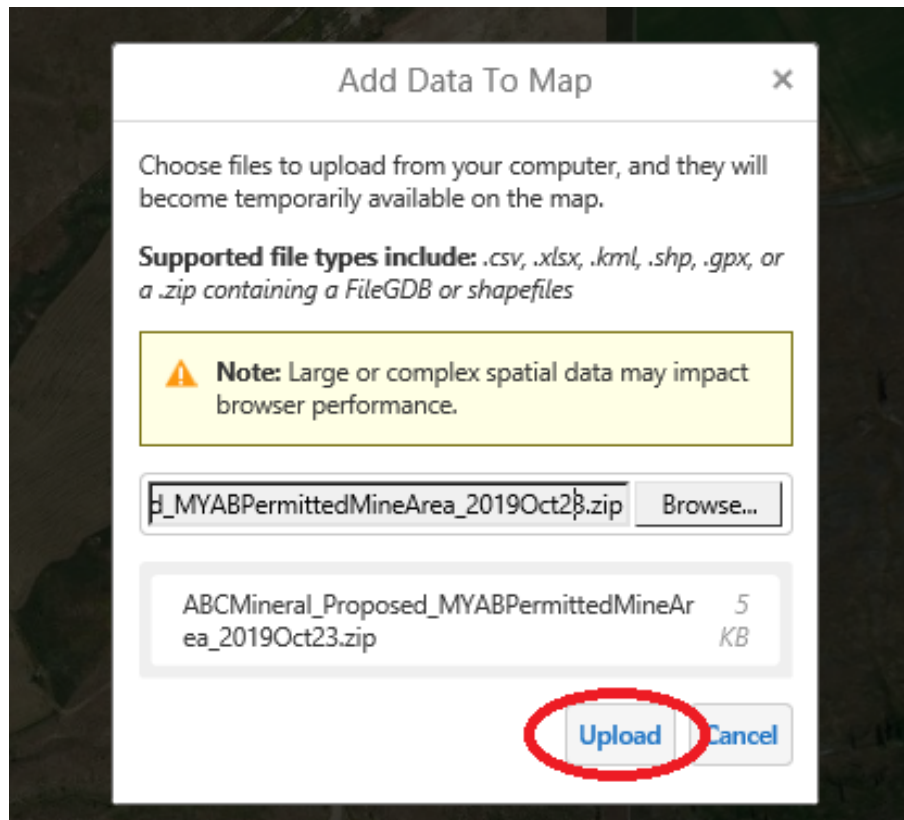 Add Data To Map ×
Choose files to upload from your computer, and they will
become temporarily available on the map.
Supported file types include: .csv, .xlsx, .kml, .shp, .gpx, or
a .zip containing a FileGDB or shapefiles
Note: Large or complex spatial data may impact
browser performance.
d_MYABPermittedMineArea_2019Oct23.zip Browse...
ABCMineral_Proposed_MYABPermittedMineAr 5
ea_2019Oct23.zip KB
Upload Cancel